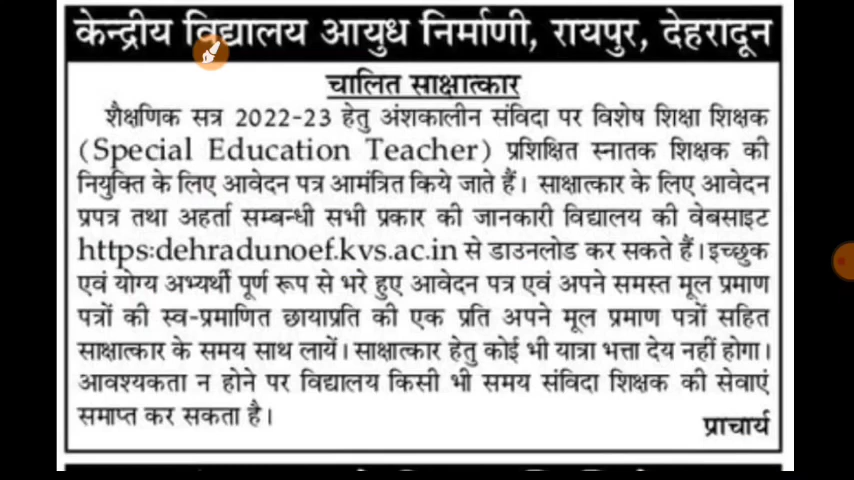 केन्द्रीय विद्यालय आयुध निर्माणी, रायपुर, देहरादून
चालित साक्षात्कार
शैक्षणिक सत्र 2022-23 हेतु अंशकालीन संविदा पर विशेष शिक्षा शिक्षक
(Special Education Teacher) प्रशिक्षित स्नातक शिक्षक की
नियुक्ति के लिए आवेदन पत्र आमंत्रित किये जाते हैं। साक्षात्कार के लिए आवेदन
प्रपत्र तथा अहर्ता सम्बन्धी सभी प्रकार की जानकारी विद्यालय की वेबसाइट
https:dehradunoef.kvs.ac.in से डाउनलोड कर सकते हैं। इच्छुक
एवं योग्य अभ्यर्थी पूर्ण रूप से भरे हुए आवेदन पत्र एवं अपने समस्त मूल प्रमाण
पत्रों की स्व-प्रमाणित छायाप्रति की एक प्रति अपने मूल प्रमाण पत्रों सहित
साक्षात्कार के समय साथ लायें। साक्षात्कार हेतु कोई भी यात्रा भत्ता देय नहीं होगा।
आवश्यकता न होने पर विद्यालय किसी भी समय संविदा शिक्षक की सेवाएं
समाप्त कर सकता है।
प्राचार्य